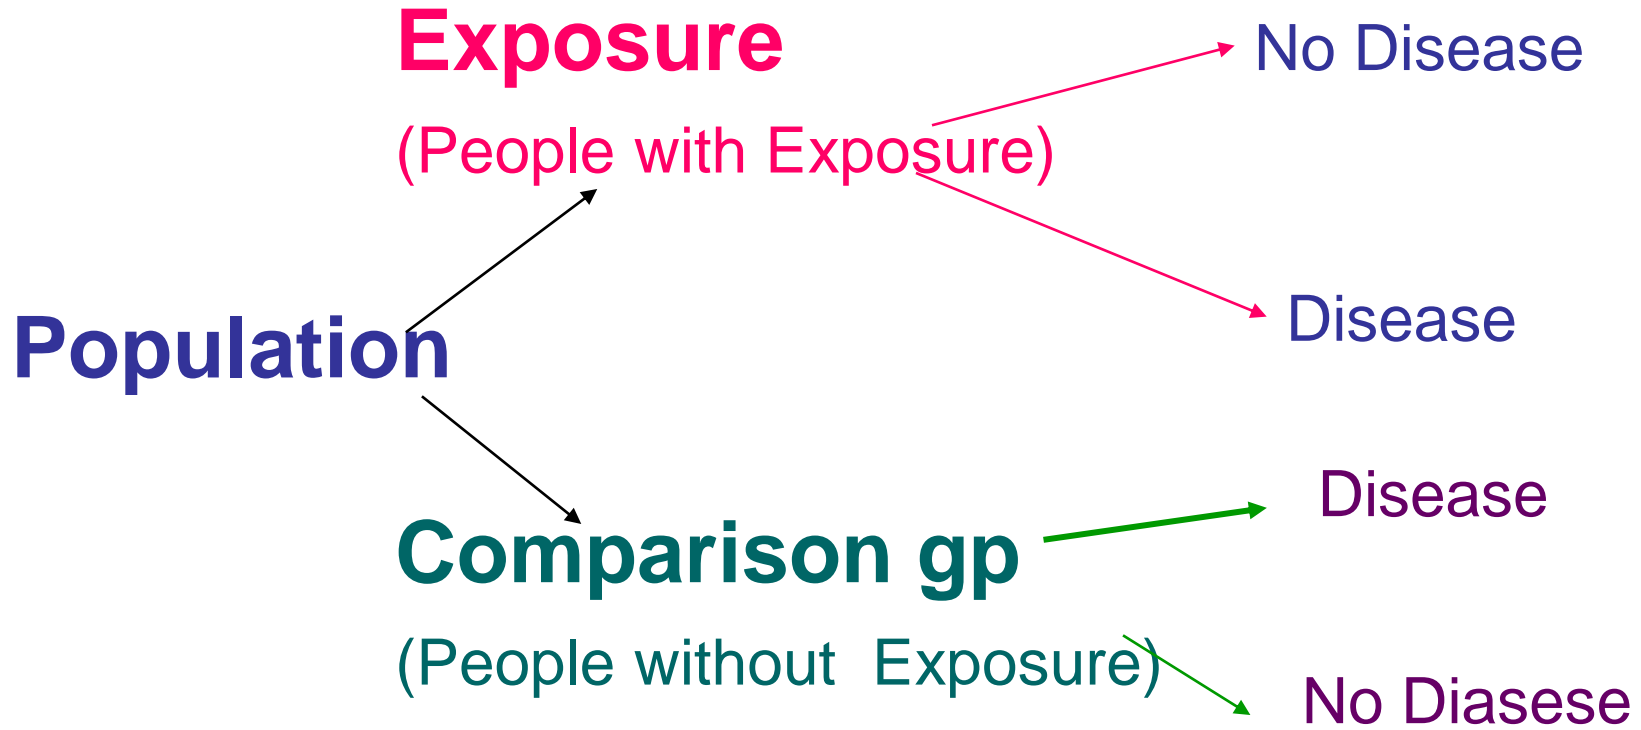 Exposure
No Disease
(People with Exposure)
Disease
Population
Disease
Comparison gp
(People without Exposure)
No Diasese